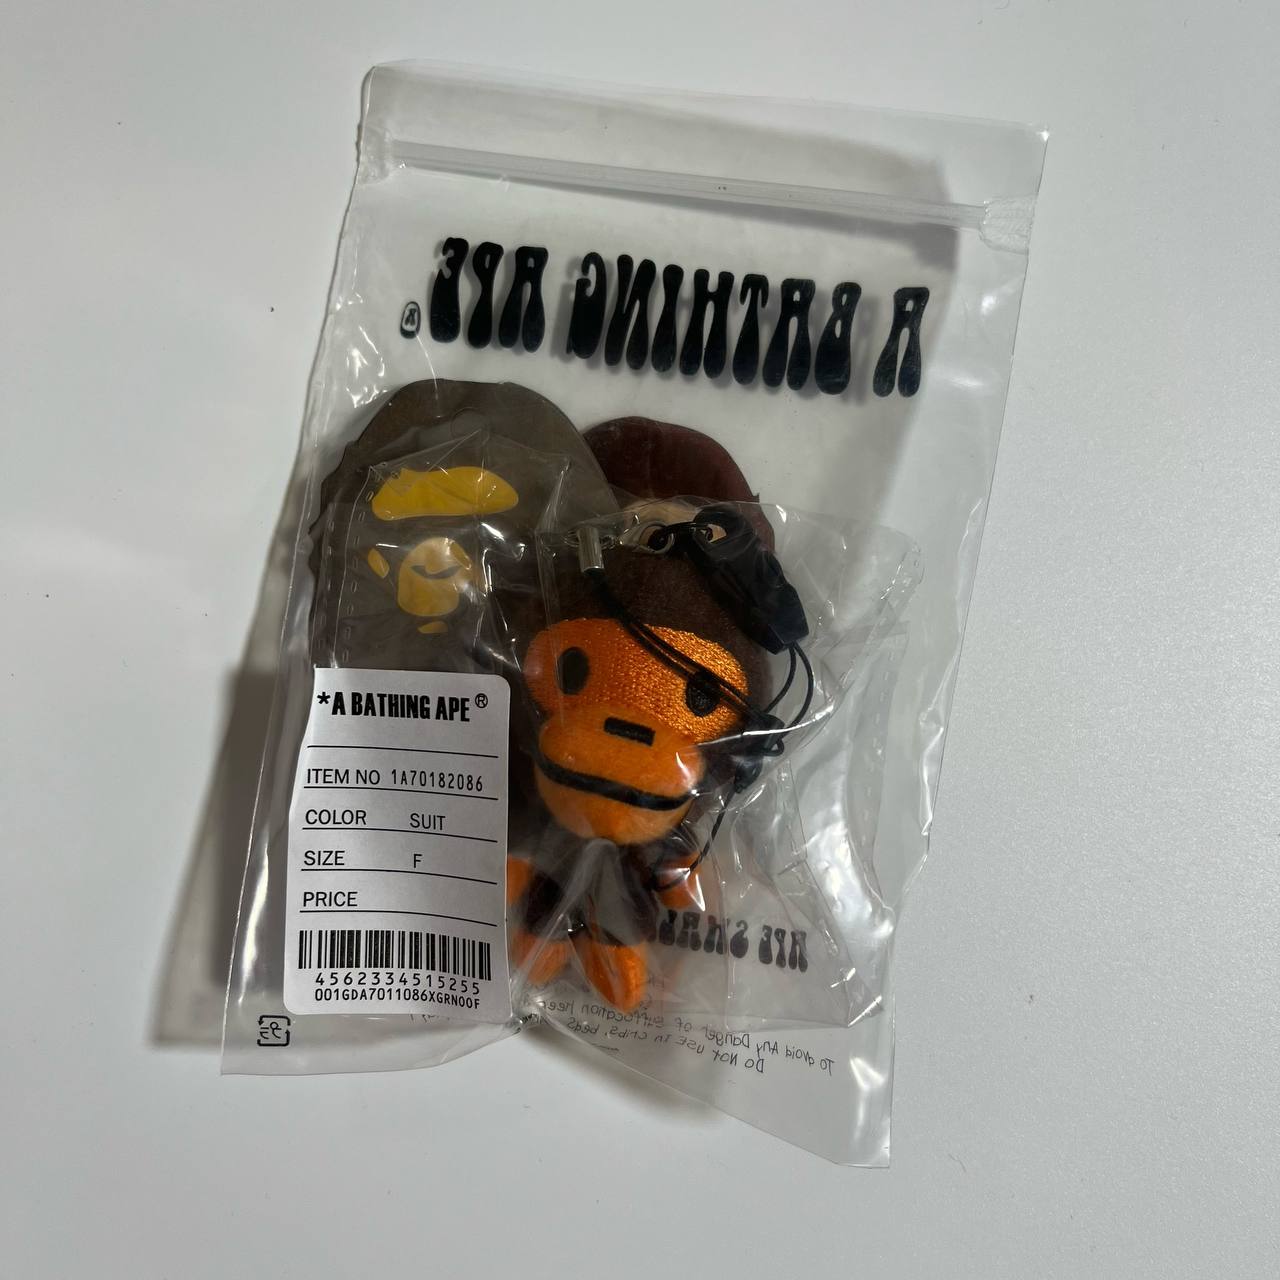 A BATHING APE®
*A BATHING APE®
ITEM NO 1A70182086
COLOR SUIT
SIZE F
PRICE
4562334515255
001GDA7011086XGRN00F
To avoid Any Danger of Suffocation
Do Not use In cribs, beds